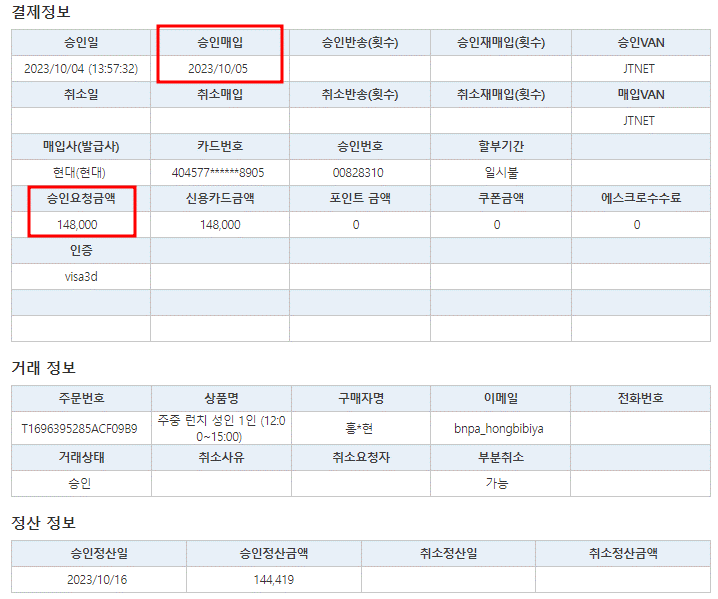 결제정보
승인일 승인매입 승인반송(횟수) 승인재매입(횟수) 승인VAN
2023/10/04 (13:57:32) 2023/10/05 JTNET
취소일 취소매입 취소반송(횟수) 취소재매입(횟수) 매입VAN
JTNET
매입사(발급사) 카드번호 승인번호 할부기간
현대(현대) 404577******8905 00828310 일시불
승인요청금액 신용카드금액 포인트 금액 쿠폰금액 에스크로수수료
148,000 148,000 0 0 0
인증
visa3d
거래 정보
주문번호 상품명 구매자명 이메일 전화번호
T1696395285ACF09B9 주중 런치 성인 1인 (12:0 홍*현 bnpa_hongbibiya
0~15:00)
거래상태 취소사유 취소요청자 부분취소
승인 가능
정산 정보
승인정산일 승인정산금액 취소정산일 취소정산금액
2023/10/16 144,419